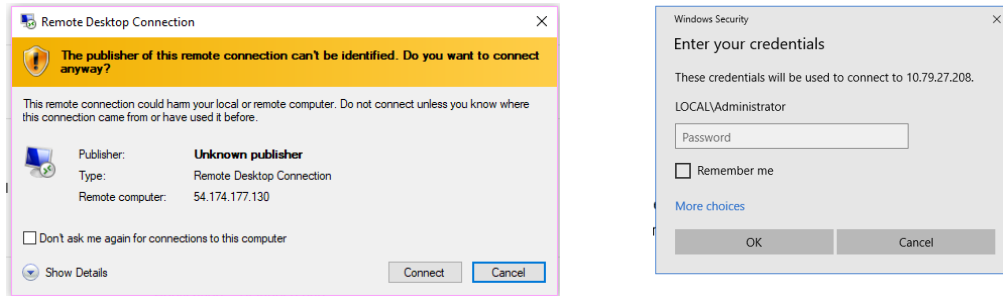 Remote Desktop Connection
The publisher of this remote connection can't be identified. Do you want to connect
anyway?
This remote connection could harm your local or remote computer. Do not connect unless you know where
this connection came from or have used it before.
Publisher: Unknown publisher
Type: Remote Desktop Connection
Remote computer: 54.174.177.130
Don't ask me again for connections to this computer
Show Details
Connect
Cancel
Windows Security
Enter your credentials
These credentials will be used to connect to 10.79.27.208.
LOCAL\Administrator
Password
Remember me
More choices
OK
Cancel